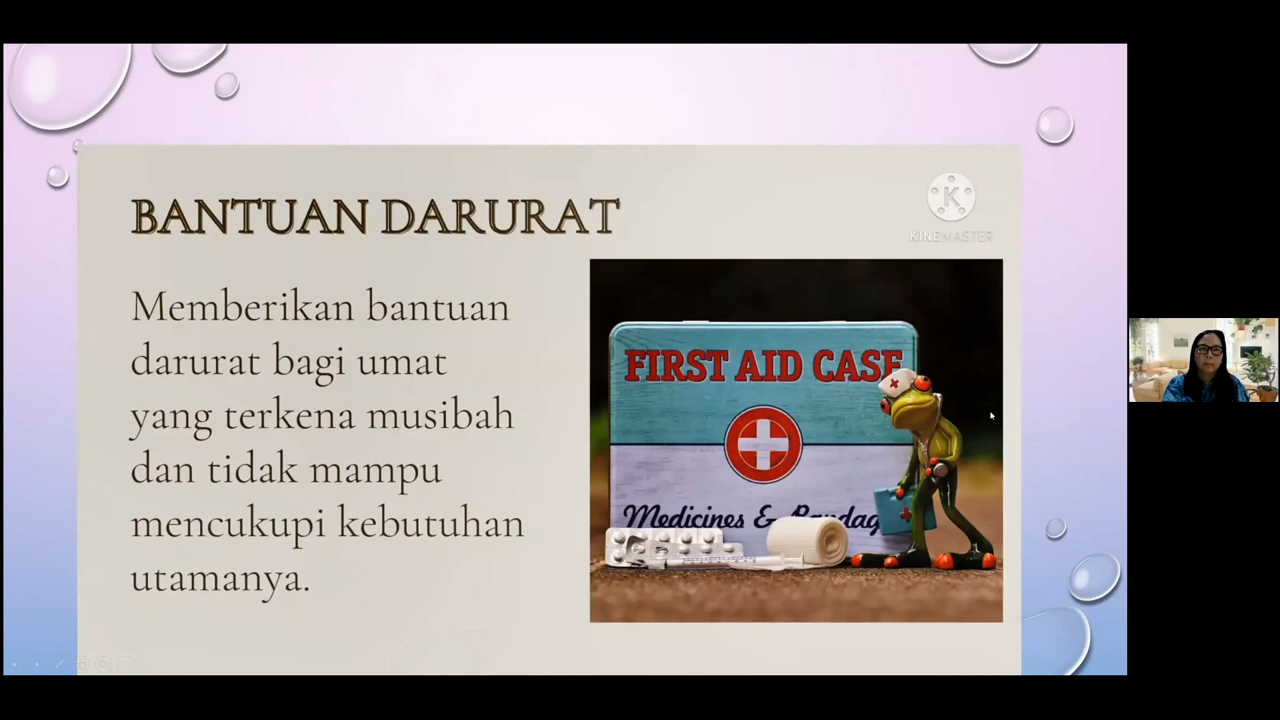 BANTUAN DARURAT
K
KINEMASTER
Memberikan bantuan
darurat bagi umat
yang terkena musibah
dan tidak mampu
mencukupi kebutuhan
utamanya.
FIRST AID CASE
Medicines &